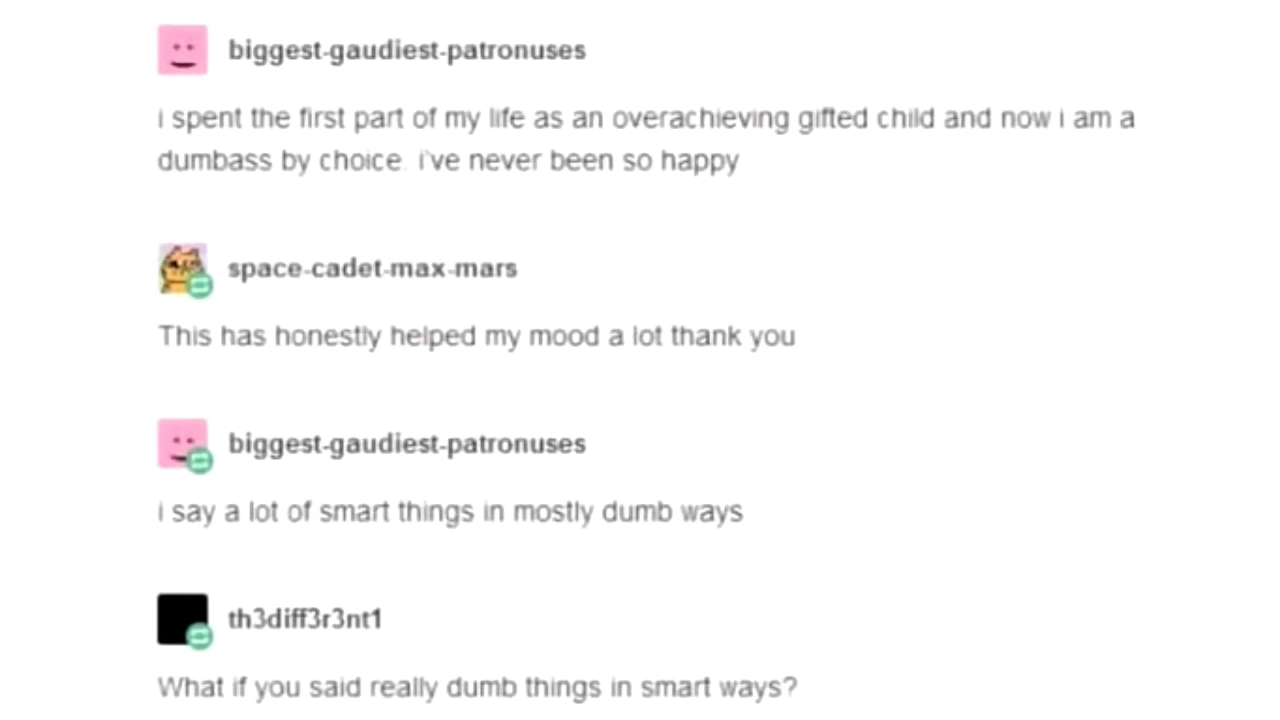 biggest-gaudiest-patronuses
i spent the first part of my life as an overachieving gifted child and now i am a
dumbass by choice. i've never been so happy
space-cadet-max-mars
This has honestly helped my mood a lot thank you
biggest-gaudiest-patronuses
i say a lot of smart things in mostly dumb ways
th3diff3r3nt1
What if you said really dumb things in smart ways?